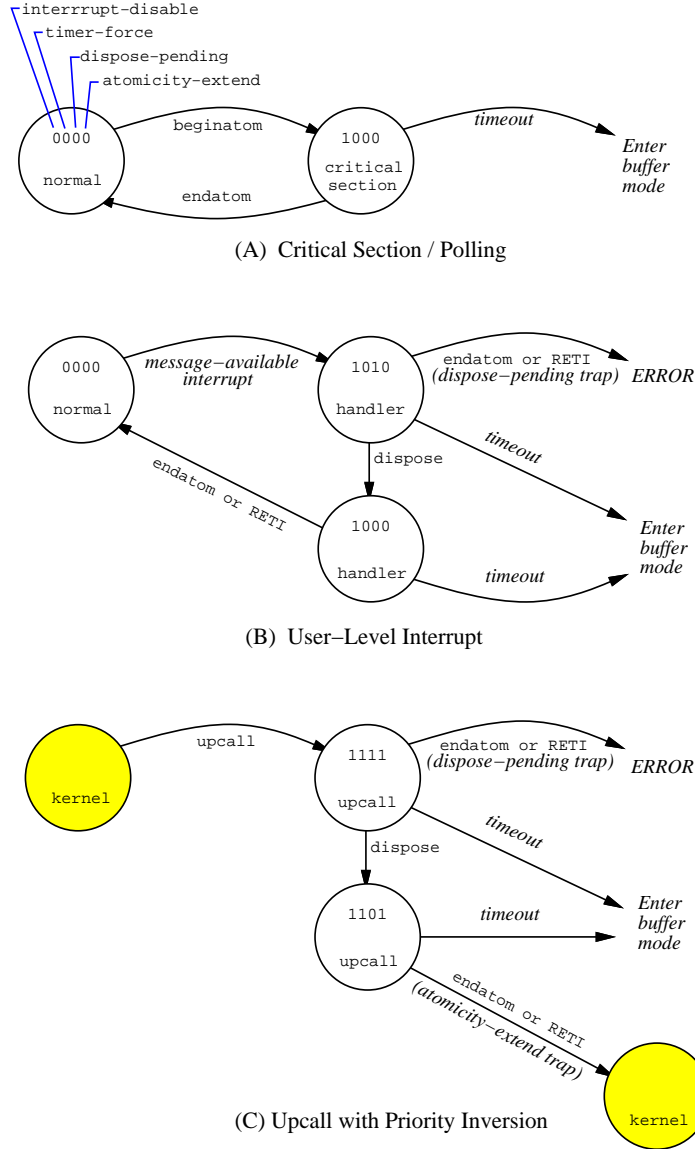 interrrupt-disable
timer-force
dispose-pending
atomicity-extend
0000
normal
beginatom
endatom
1000
critical
section
timeout
Enter
buffer
mode
(A) Critical Section / Polling
0000
normal
message−available
interrupt
1010
handler
endatom or RETI
(dispose−pending trap)
ERROR
timeout
dispose
endatom or RETI
1000
handler
timeout
Enter
buffer
mode
(B) User−Level Interrupt
kernel
upcall
1111
upcall
endatom or RETI
(dispose−pending trap)
ERROR
timeout
dispose
1101
upcall
timeout
Enter
buffer
mode
endatom or RETI
(atomicity−extend trap)
kernel
(C) Upcall with Priority Inversion